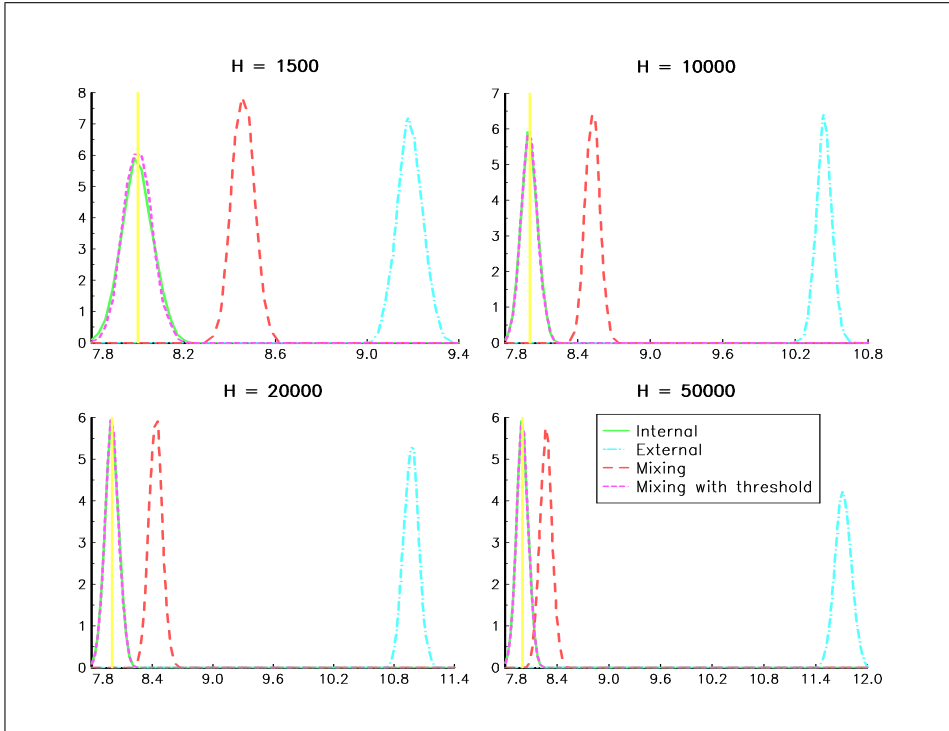 H = 1500
8
7
6
5
4
3
2
1
0
7.8 8.2 8.6 9.0 9.4
H = 10000
7
6
5
4
3
2
1
0
7.8 8.4 9.0 9.6 10.2 10.8
H = 20000
6
5
4
3
2
1
0
7.8 8.4 9.0 9.6 10.2 10.8 11.4
H = 50000
6
5
4
3
2
1
0
7.8 8.4 9.0 9.6 10.2 10.8 11.4 12.0
Internal
External
Mixing
Mixing with threshold